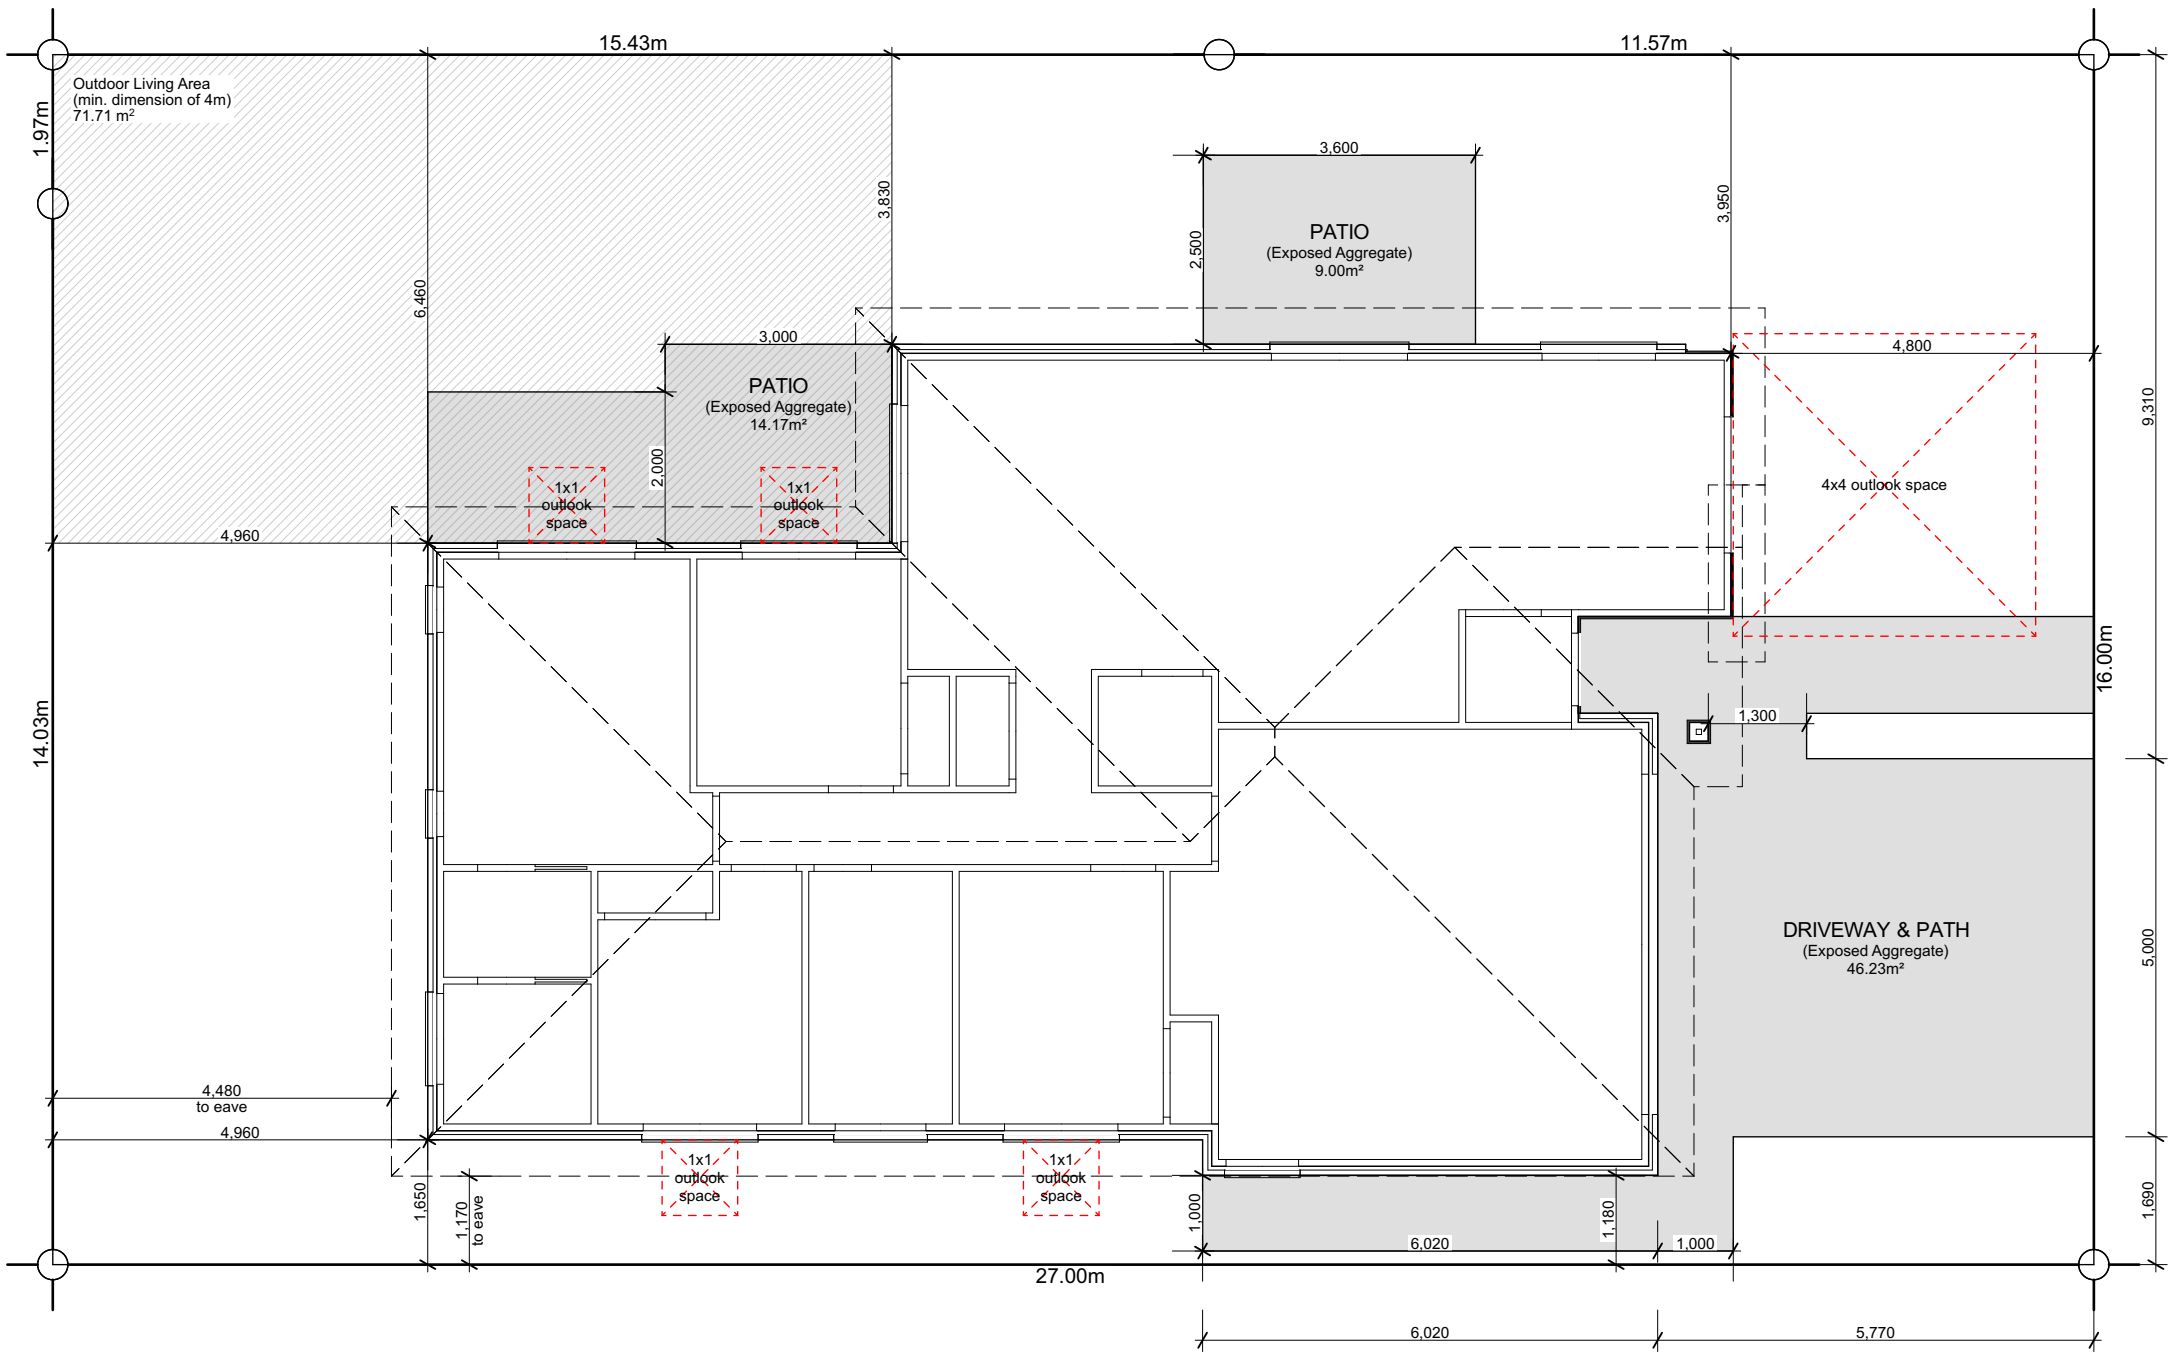 15.43m
11.57m
Outdoor Living Area
(min. dimension of 4m)
71.71 m²
1.97m
3,600
3,830
3,950
PATIO
(Exposed Aggregate)
9.00m²
2,500
6,460
3,000
4,800
9,310
PATIO
(Exposed Aggregate)
14.17m²
2,000
1x1
outlook
space
1x1
outlook
space
4x4 outlook space
4,960
16.00m
14.03m
1,300
DRIVEWAY & PATH
(Exposed Aggregate)
46.23m²
5,000
4,480
to eave
4,960
1x1
outlook
space
1x1
outlook
space
1,650
1,170
to eave
1,000
1,180
1,690
6,020
1,000
27.00m
6,020
5,770